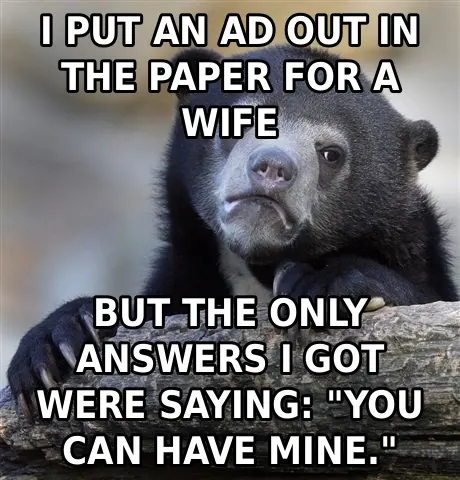 I PUT AN AD OUT IN
THE PAPER FOR A
WIFE
BUT THE ONLY
ANSWERS I GOT
WERE SAYING: "YOU
CAN HAVE MINE."